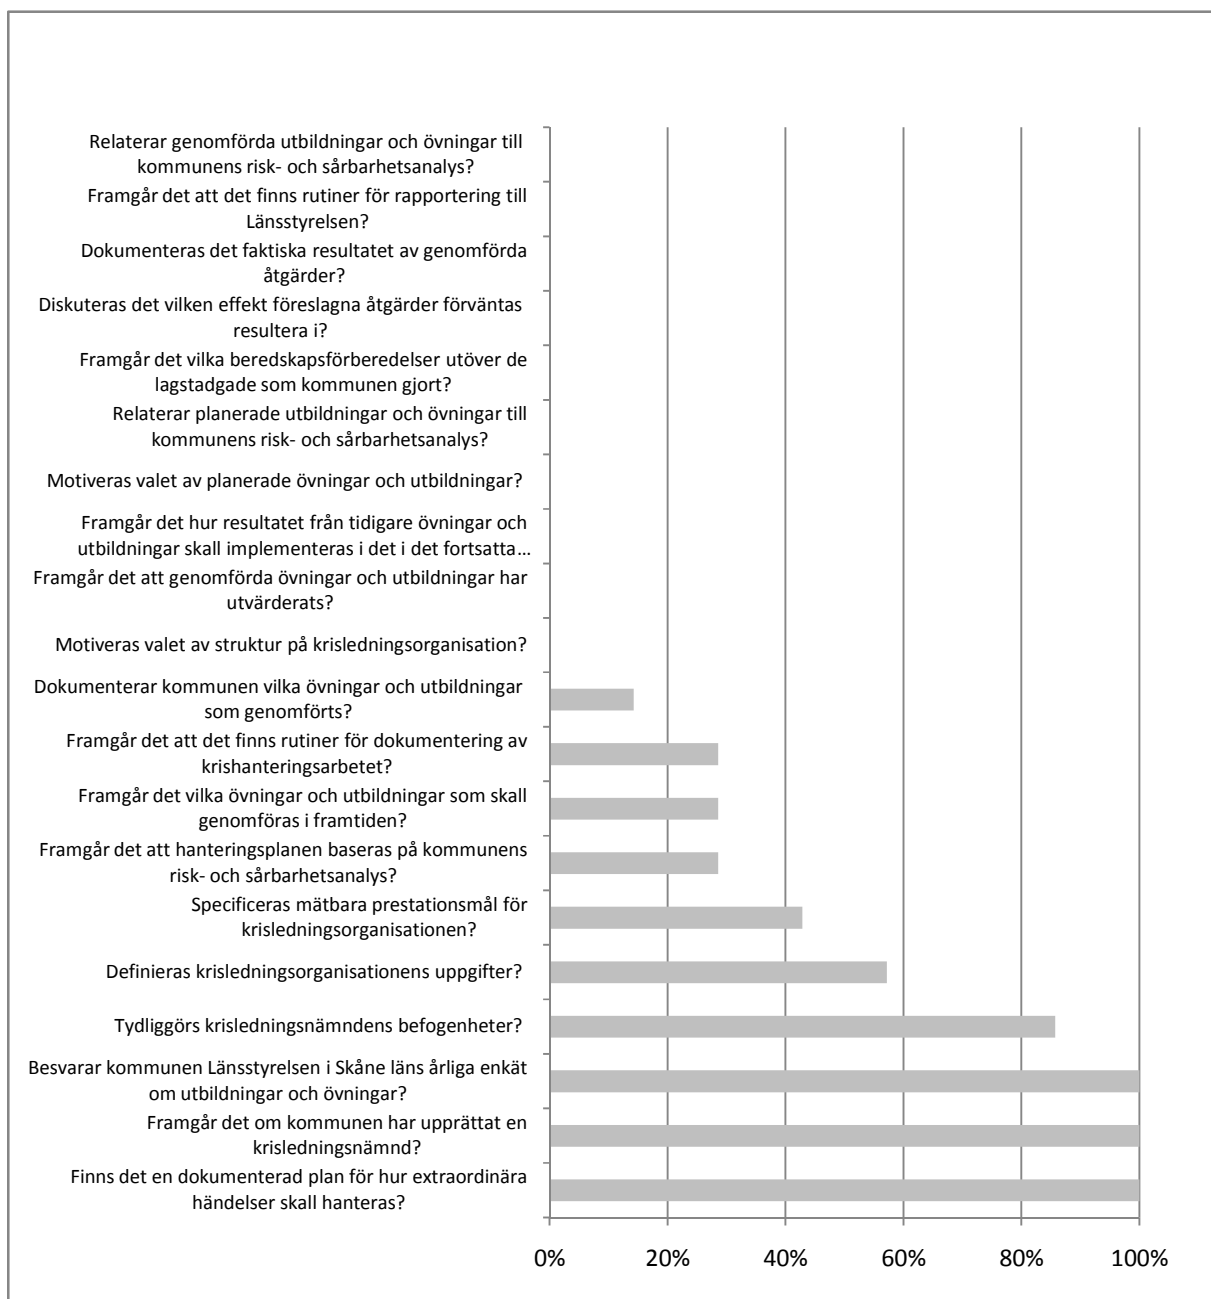 Relaterar genomförda utbildningar och övningar till
kommunens risk- och sårbarhetsanalys?
Framgår det att det finns rutiner för rapportering till
Länsstyrelsen?
Dokumenteras det faktiska resultatet av genomförda
åtgärder?
Diskuteras det vilken effekt föreslagna åtgärder förväntas
resultera i?
Framgår det vilka beredskapsförberedelser utöver de
lagstadgade som kommunen gjort?
Relaterar planerade utbildningar och övningar till
kommunens risk- och sårbarhetsanalys?
Motiveras valet av planerade övningar och utbildningar?
Framgår det hur resultatet från tidigare övningar och
utbildningar skall implementeras i det i det fortsatta...
Framgår det att genomförda övningar och utbildningar har
utvärderats?
Motiveras valet av struktur på krisledningsorganisation?
Dokumenterar kommunen vilka övningar och utbildningar
som genomförts?
Framgår det att det finns rutiner för dokumentering av
krishanteringsarbetet?
Framgår det vilka övningar och utbildningar som skall
genomföras i framtiden?
Framgår det att hanteringsplanen baseras på kommunens
risk- och sårbarhetsanalys?
Specificeras mätbara prestationsmål för
krisledningsorganisationen?
Definieras krisledningsorganisationens uppgifter?
Tydliggörs krisledningsnämndens befogenheter?
Besvarar kommunen Länsstyrelsen i Skåne läns årliga enkät
om utbildningar och övningar?
Framgår det om kommunen har upprättat en
krisledningsnämnd?
Finns det en dokumenterad plan för hur extraordinära
händelser skall hanteras?
0% 20% 40% 60% 80% 100%